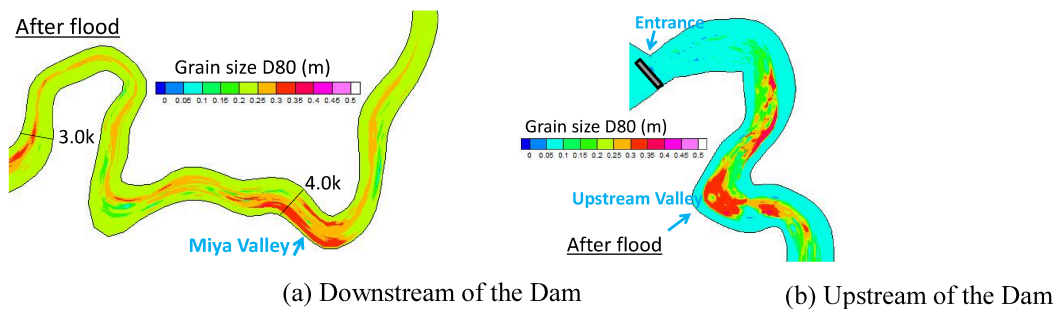 After flood
Grain size D80 (m)
0 0.05 0.1 0.15 0.2 0.25 0.3 0.35 0.4 0.45 0.5
3.0k
4.0k
Miya Valley
(a) Downstream of the Dam
Entrance
Grain size D80 (m)
0 0.05 0.1 0.15 0.2 0.25 0.3 0.35 0.4 0.45 0.5
Upstream Valley
After flood
(b) Upstream of the Dam